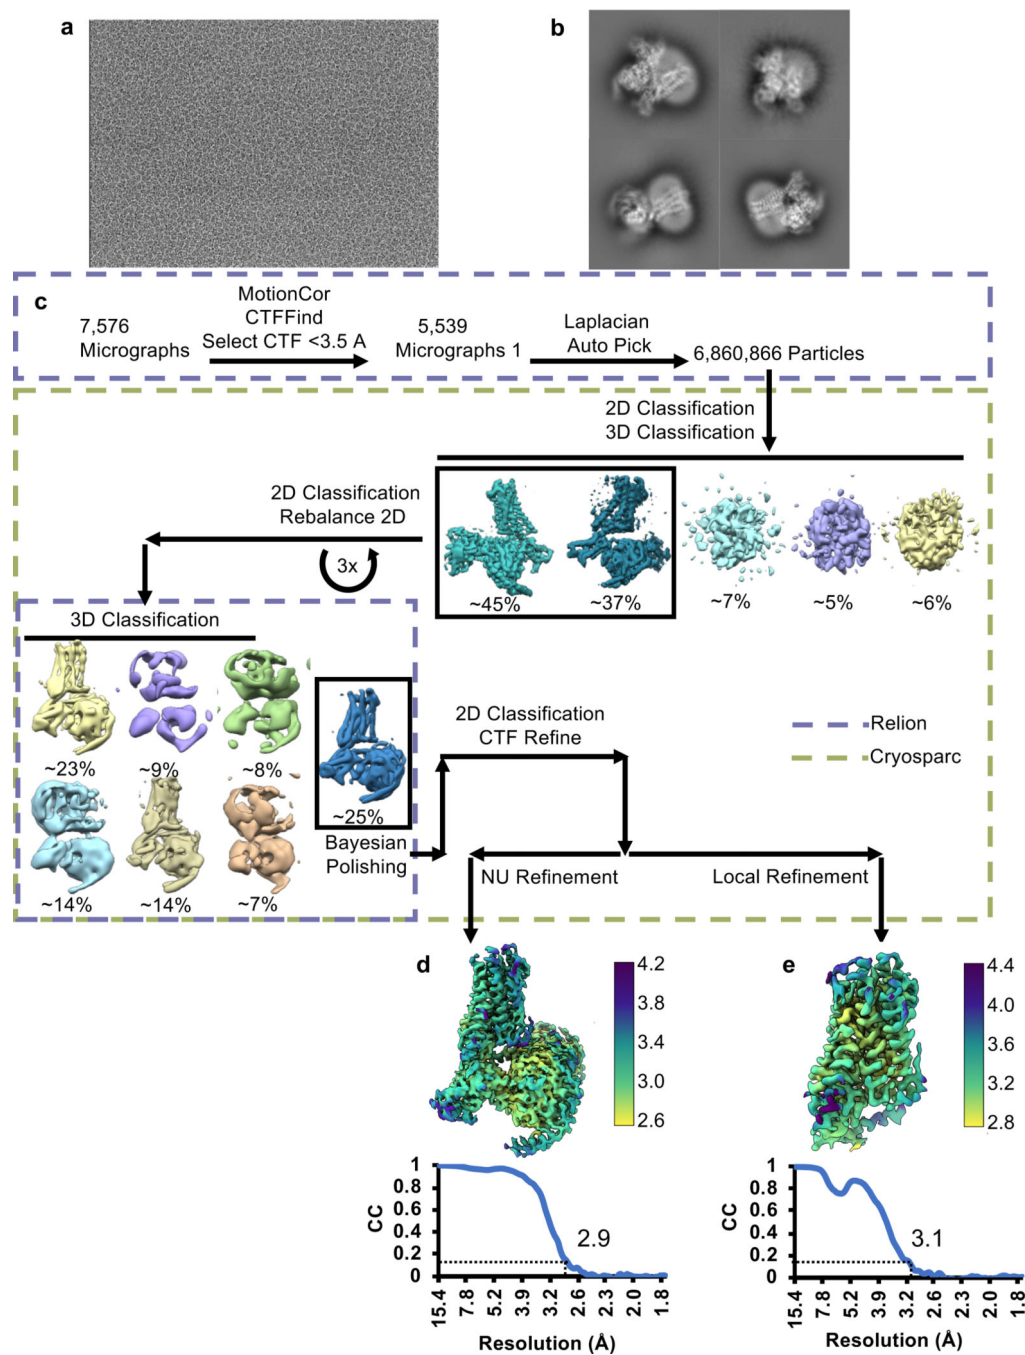 a
b
c
7,576
Micrographs
MotionCor
CTFFind
Select CTF <3.5 A
5,539
Micrographs 1
Laplacian
Auto Pick
6,860,866 Particles
2D Classification
3D Classification
2D Classification
Rebalance 2D
3x
~45%
~37%
~7%
~5%
~6%
3D Classification
~23%
~9%
~8%
~25%
~14%
~14%
~7%
Bayesian
Polishing
2D Classification
CTF Refine
Relion
Cryosparc
NU Refinement
Local Refinement
d
4.2
3.8
3.4
3.0
2.6
e
4.4
4.0
3.6
3.2
2.8
CC
1
0.8
0.6
0.4
0.2
0
2.9
15.4 7.8 5.2 3.9 3.2 2.6 2.3 2.0 1.8
Resolution (Å)
CC
1
0.8
0.6
0.4
0.2
0
3.1
15.4 7.8 5.2 3.9 3.2 2.6 2.3 2.0 1.8
Resolution (Å)